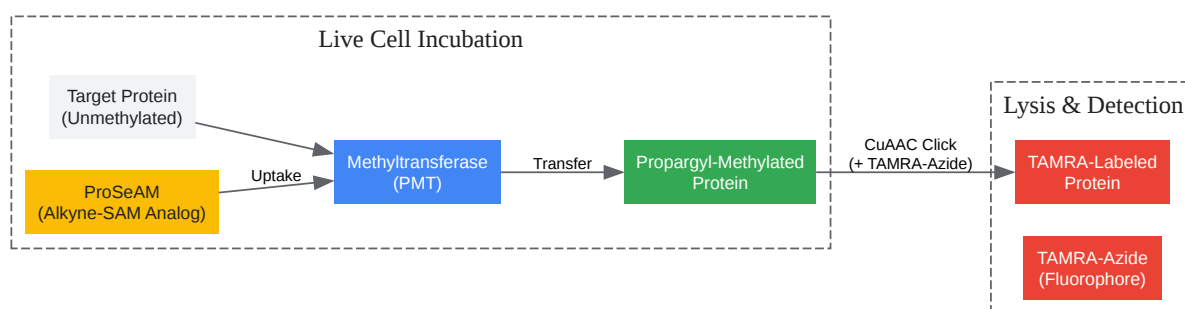 Live Cell Incubation
Target Protein
(Unmethylated)
ProSeAM
(Alkyne-SAM Analog)
Uptake
Methyltransferase
(PMT)
Transfer
Propargyl-Methylated
Protein
CuAAC Click
(+ TAMRA-Azide)
Lysis & Detection
TAMRA-Labeled
Protein
TAMRA-Azide
(Fluorophore)